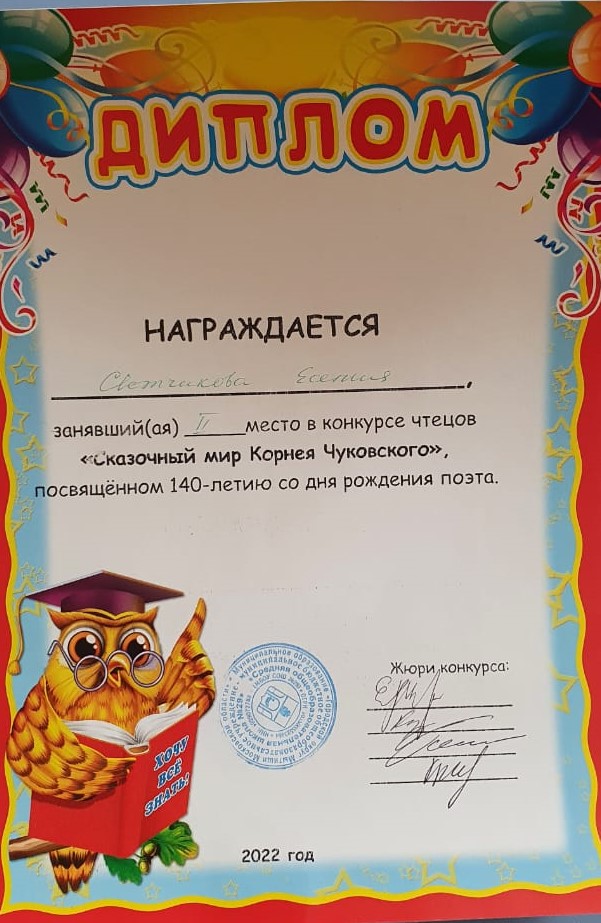 ДИПЛОМ
НАГРАЖДАЕТСЯ
Светчикова Есения,
занявший(ая) II место в конкурсе чтецов
«Сказочный мир Корнея Чуковского»,
посвящённом 140-летию со дня рождения поэта.
Жюри конкурса:
ХОЧУ
ВСЁ
ЗНАТЬ!
2022 год